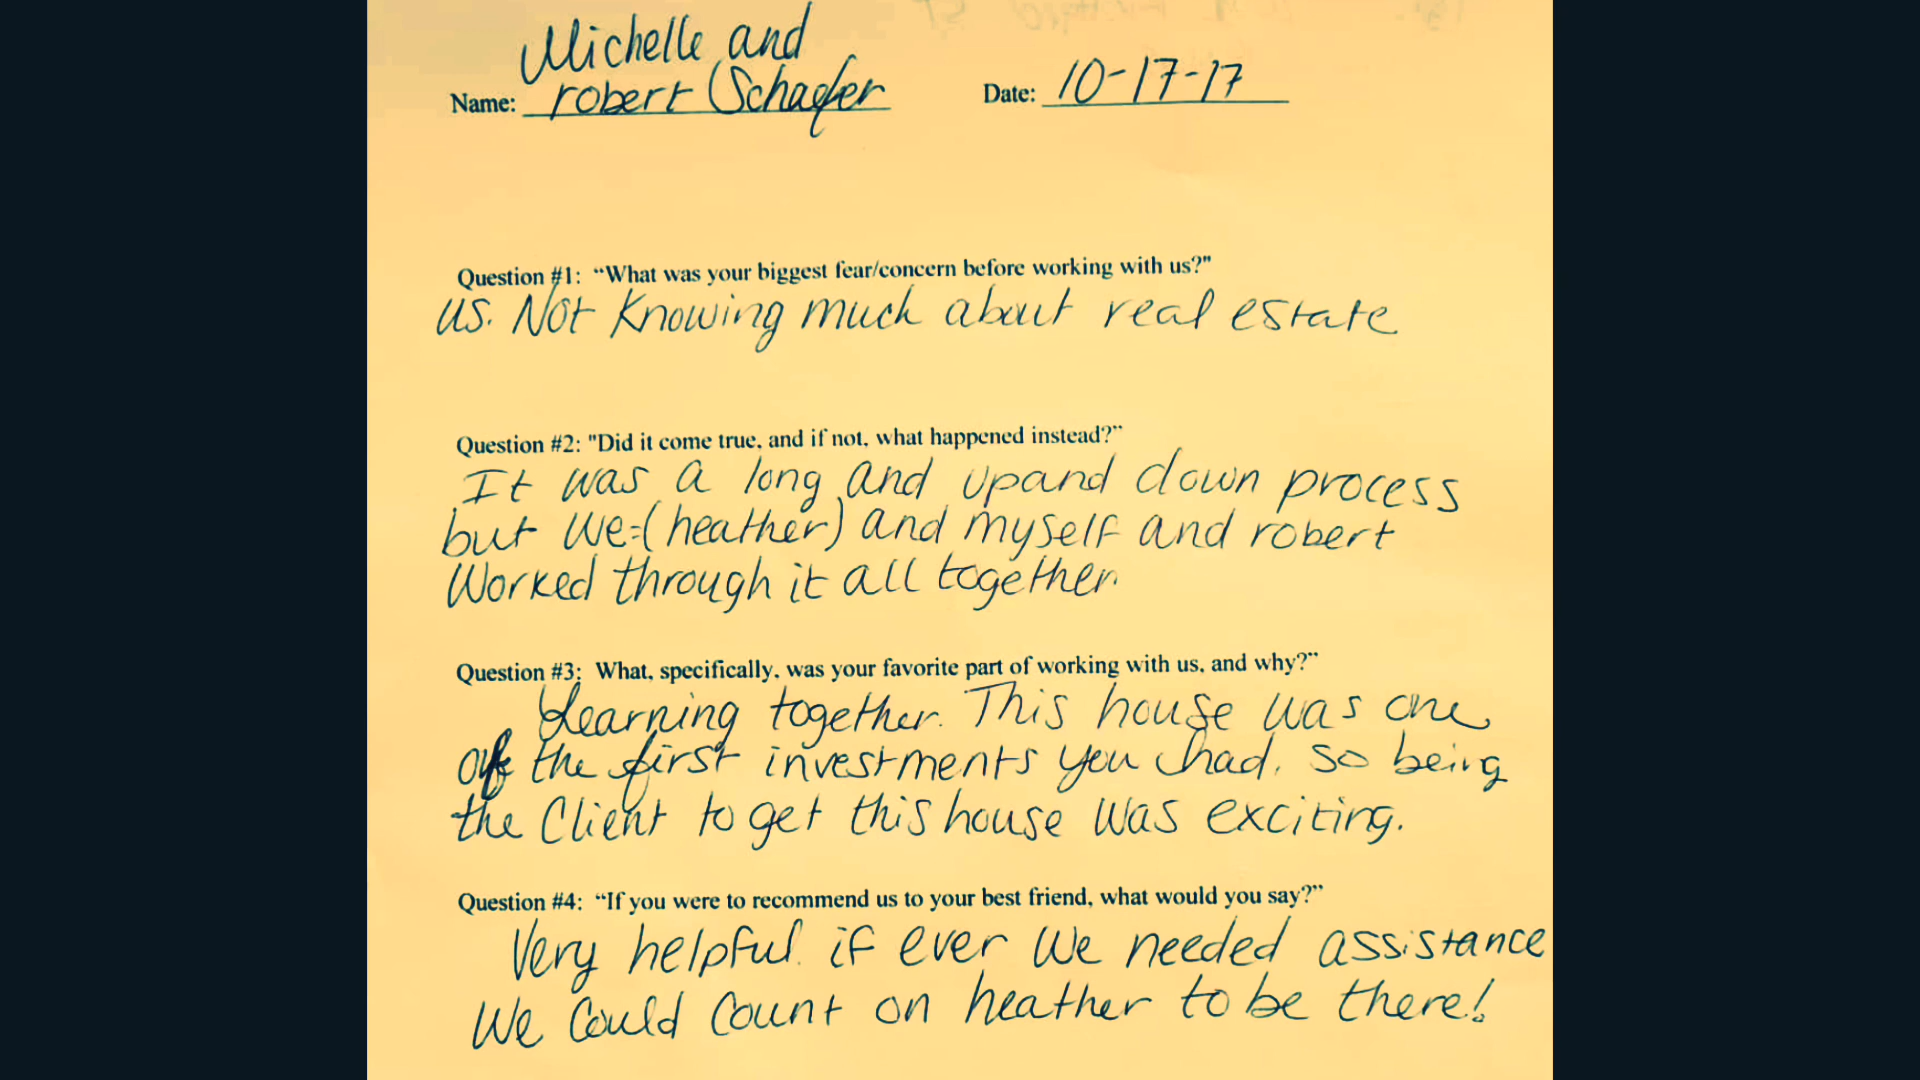 Michelle and
Name: robert Schaefer Date: 10-17-17
Question #1: “What was your biggest fear/concern before working with us?"
us. Not Knowing much about real estate
Question #2: "Did it come true, and if not, what happened instead?”
It was a long and upand down process
but we=(heather) and myself and robert
Worked through it all together
Question #3: What, specifically, was your favorite part of working with us, and why?”
Learning together. This house was one
of the first investments you had. so being
the Client to get this house was exciting.
Question #4: “If you were to recommend us to your best friend, what would you say?”
Very helpful. if ever We needed assistance
We Could Count on heather to be there!